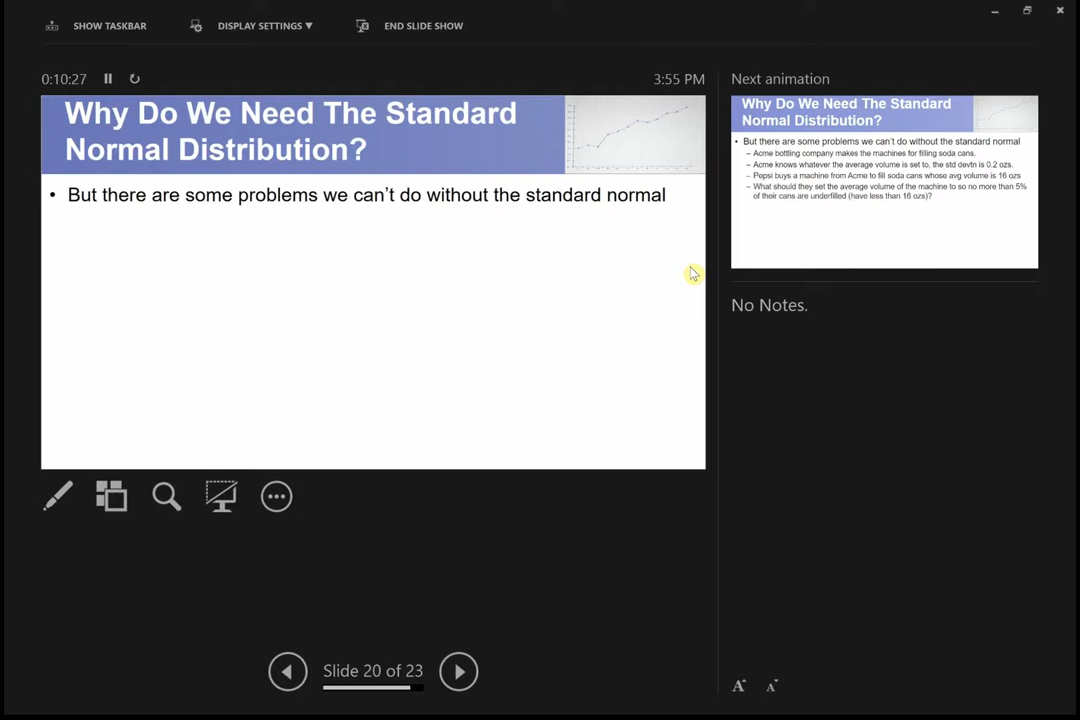 SHOW TASKBAR
DISPLAY SETTINGS ▼
END SLIDE SHOW
0:10:27
3:55 PM
Why Do We Need The Standard
Normal Distribution?
• But there are some problems we can't do without the standard normal
Next animation
Why Do We Need The Standard
Normal Distribution?
• But there are some problems we can't do without the standard normal
– Acme bottling company makes the machines for filling soda cans.
– Acme knows whatever the average volume is set to, the std devtn is 0.2 ozs.
– Popsi buys a machine from Acme to fill soda cans whose avg volume is 16 ozs
– What should they set the average volume of the machine to so no more than 5%
of their cans are underfilled (have less than 16 ozs)?
No Notes.
Slide 20 of 23
A
A